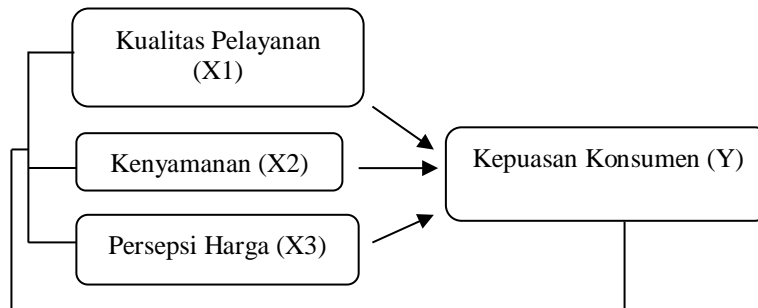 Kualitas Pelayanan
(X1)
Kenyamanan (X2)
Kepuasan Konsumen (Y)
Persepsi Harga (X3)